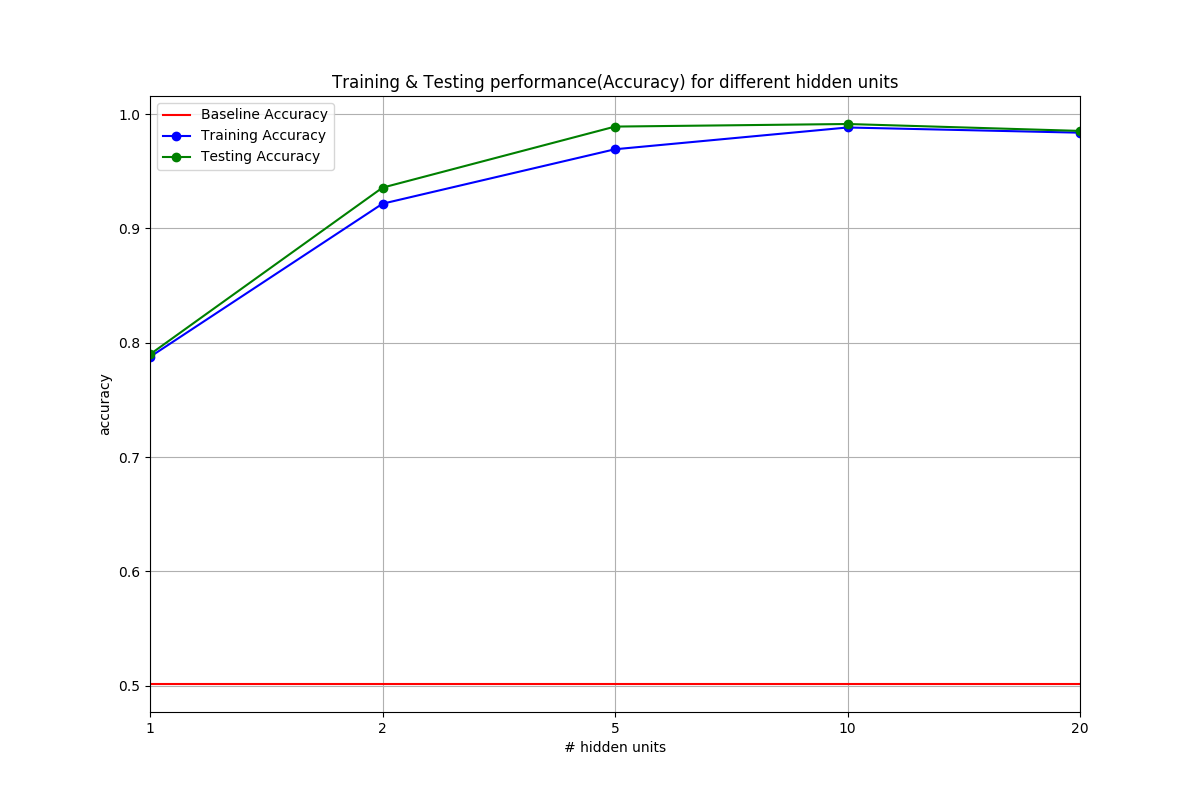 Training & Testing performance(Accuracy) for different hidden units
Baseline Accuracy
Training Accuracy
Testing Accuracy
1.0
0.9
0.8
0.7
0.6
0.5
accuracy
1 2 5 10 20
# hidden units